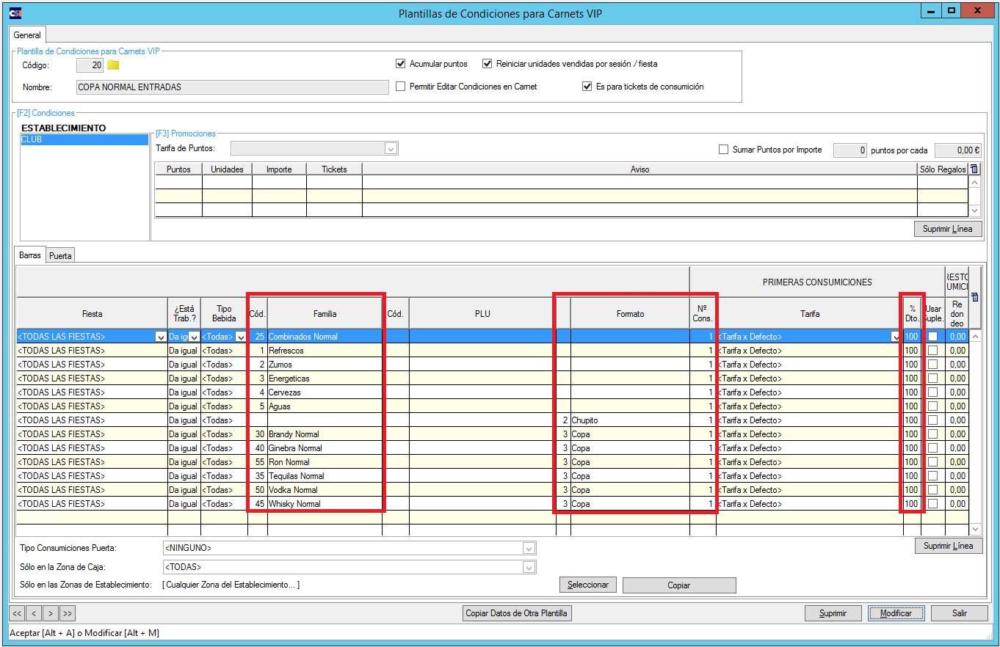 CSI
Plantillas de Condiciones para Carnets VIP
General
Plantilla de Condiciones para Carnets VIP
Código: 20
Acumular puntos
Reiniciar unidades vendidas por sesión / fiesta
Nombre: COPA NORMAL ENTRADAS
Permitir Editar Condiciones en Carnet
Es para tickets de consumición
[F2] Condiciones
ESTABLECIMIENTO
CLUB
[F3] Promociones
Tarifa de Puntos:
Sumar Puntos por Importe 0 puntos por cada 0,00 €
Puntos Unidades Importe Tickets Aviso Sólo Regalos
Suprimir Línea
Barras Puerta
PRIMERAS CONSUMICIONES
Fiesta ¿Está Trab.? Tipo Bebida Cód. Familia Cód. PLU Formato Nº Cons. Tarifa % Dto. Redondeo
<TODAS LAS FIESTAS> <Todas> 25 Combinados Normal 1 <Tarifa x Defecto> 100 0,00
<TODAS LAS FIESTAS> Da igual <Todas> 1 Refrescos 1 <Tarifa x Defecto> 100 0,00
<TODAS LAS FIESTAS> Da igual <Todas> 2 Zumos 1 <Tarifa x Defecto> 100 0,00
<TODAS LAS FIESTAS> Da igual <Todas> 3 Energeticas 1 <Tarifa x Defecto> 100 0,00
<TODAS LAS FIESTAS> Da igual <Todas> 4 Cervezas 1 <Tarifa x Defecto> 100 0,00
<TODAS LAS FIESTAS> Da igual <Todas> 5 Aguas 1 <Tarifa x Defecto> 100 0,00
<TODAS LAS FIESTAS> Da igual <Todas> 2 Chupito 1 <Tarifa x Defecto> 100 0,00
<TODAS LAS FIESTAS> Da igual <Todas> 30 Brandy Normal 3 Copa 1 <Tarifa x Defecto> 100 0,00
<TODAS LAS FIESTAS> Da igual <Todas> 40 Ginebra Normal 3 Copa 1 <Tarifa x Defecto> 100 0,00
<TODAS LAS FIESTAS> Da igual <Todas> 55 Ron Normal 3 Copa 1 <Tarifa x Defecto> 100 0,00
<TODAS LAS FIESTAS> Da igual <Todas> 35 Tequilas Normal 3 Copa 1 <Tarifa x Defecto> 100 0,00
<TODAS LAS FIESTAS> Da igual <Todas> 50 Vodka Normal 3 Copa 1 <Tarifa x Defecto> 100 0,00
<TODAS LAS FIESTAS> Da igual <Todas> 45 Whisky Normal 3 Copa 1 <Tarifa x Defecto> 100 0,00
Tipo Consumiciones Puerta: <NINGUNO>
Suprimir Línea
Sólo en la Zona de Caja: <TODAS>
Sólo en las Zonas de Establecimiento: [ Cualquier Zona del Establecimiento... ]
Seleccionar Copiar
<< < > >> Copiar Datos de Otra Plantilla Suprimir Modificar Salir
Aceptar [Alt + A] o Modificar [Alt + M]